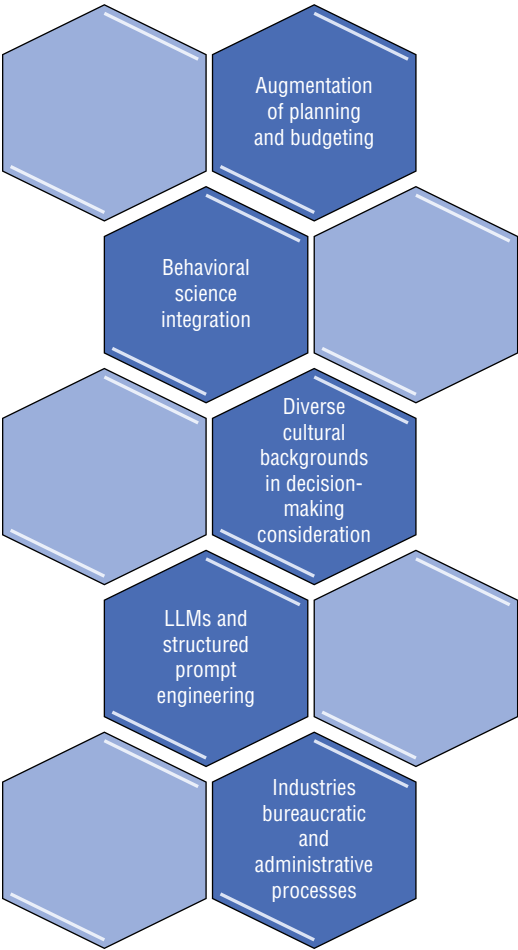 Augmentation
of planning
and budgeting
Behavioral
science
integration
Diverse
cultural
backgrounds
in decision-
making
consideration
LLMs and
structured
prompt
engineering
Industries
bureaucratic
and
administrative
processes